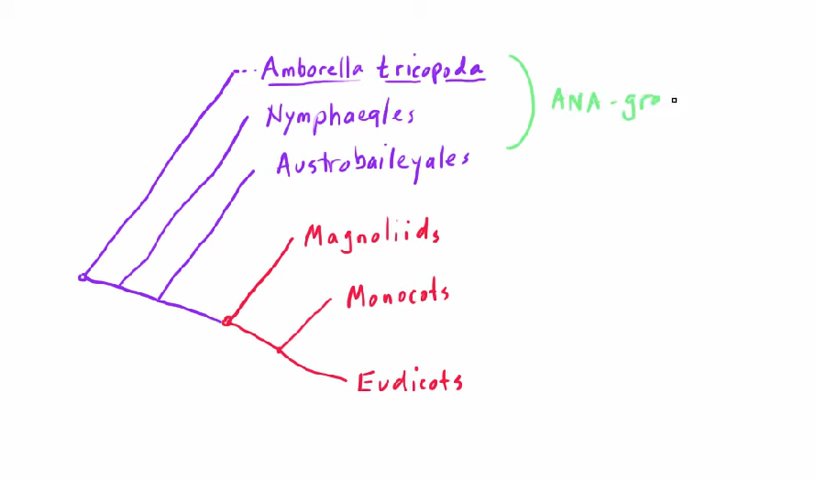 Amborella tricopoda
Nymphaeales
Austrobaileyales
ANA-gro
Magnoliids
Monocots
Eudicots